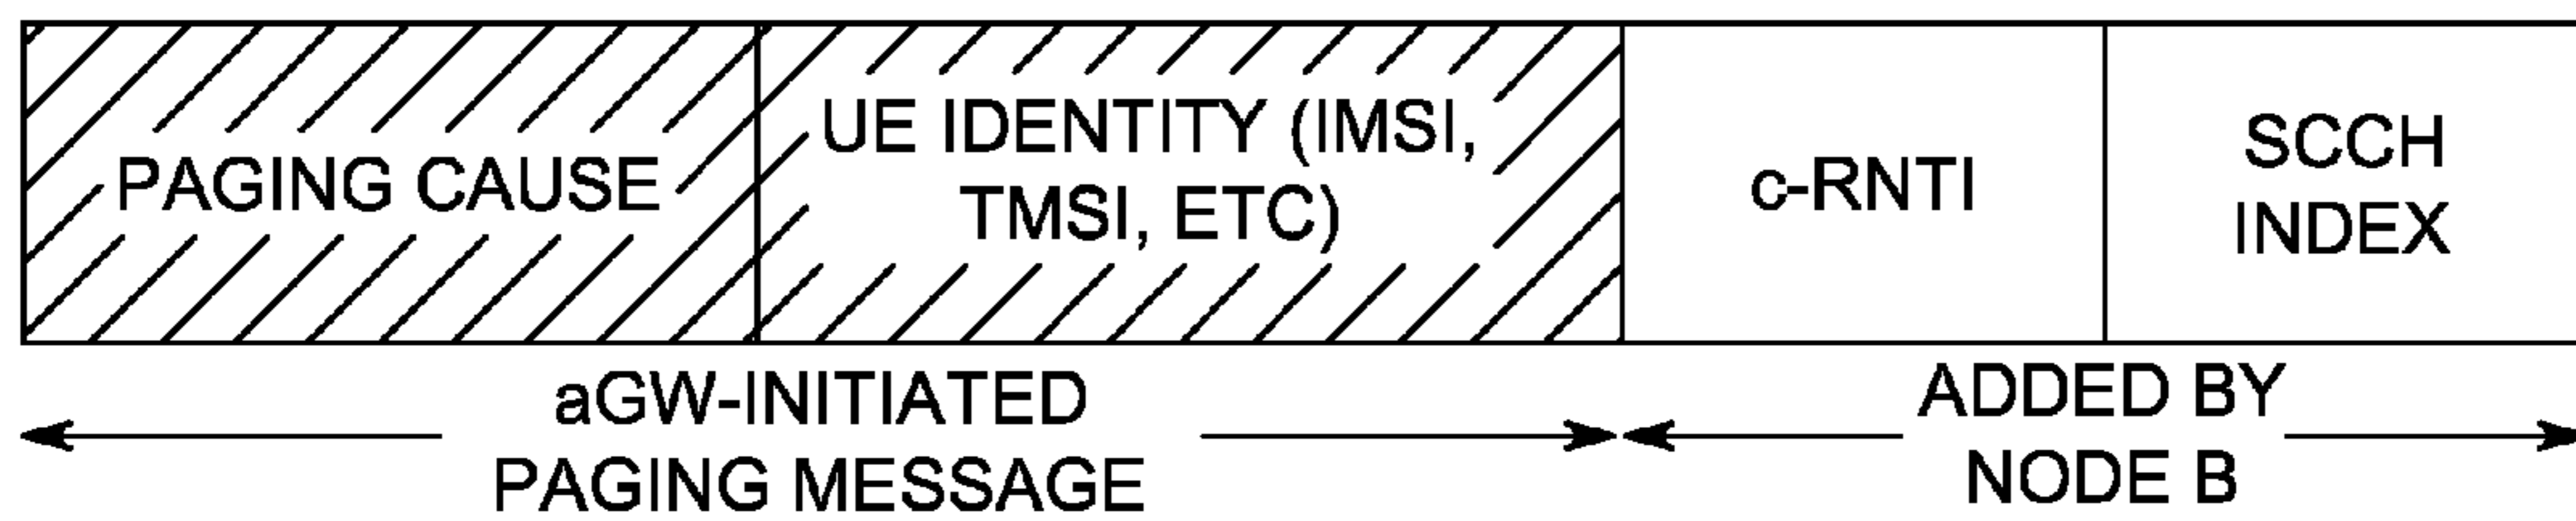 PAGING CAUSE
UE IDENTITY (IMSI,
TMSI, ETC)
c-RNTI
SCCH
INDEX
aGW-INITIATED
PAGING MESSAGE
ADDED BY
NODE B